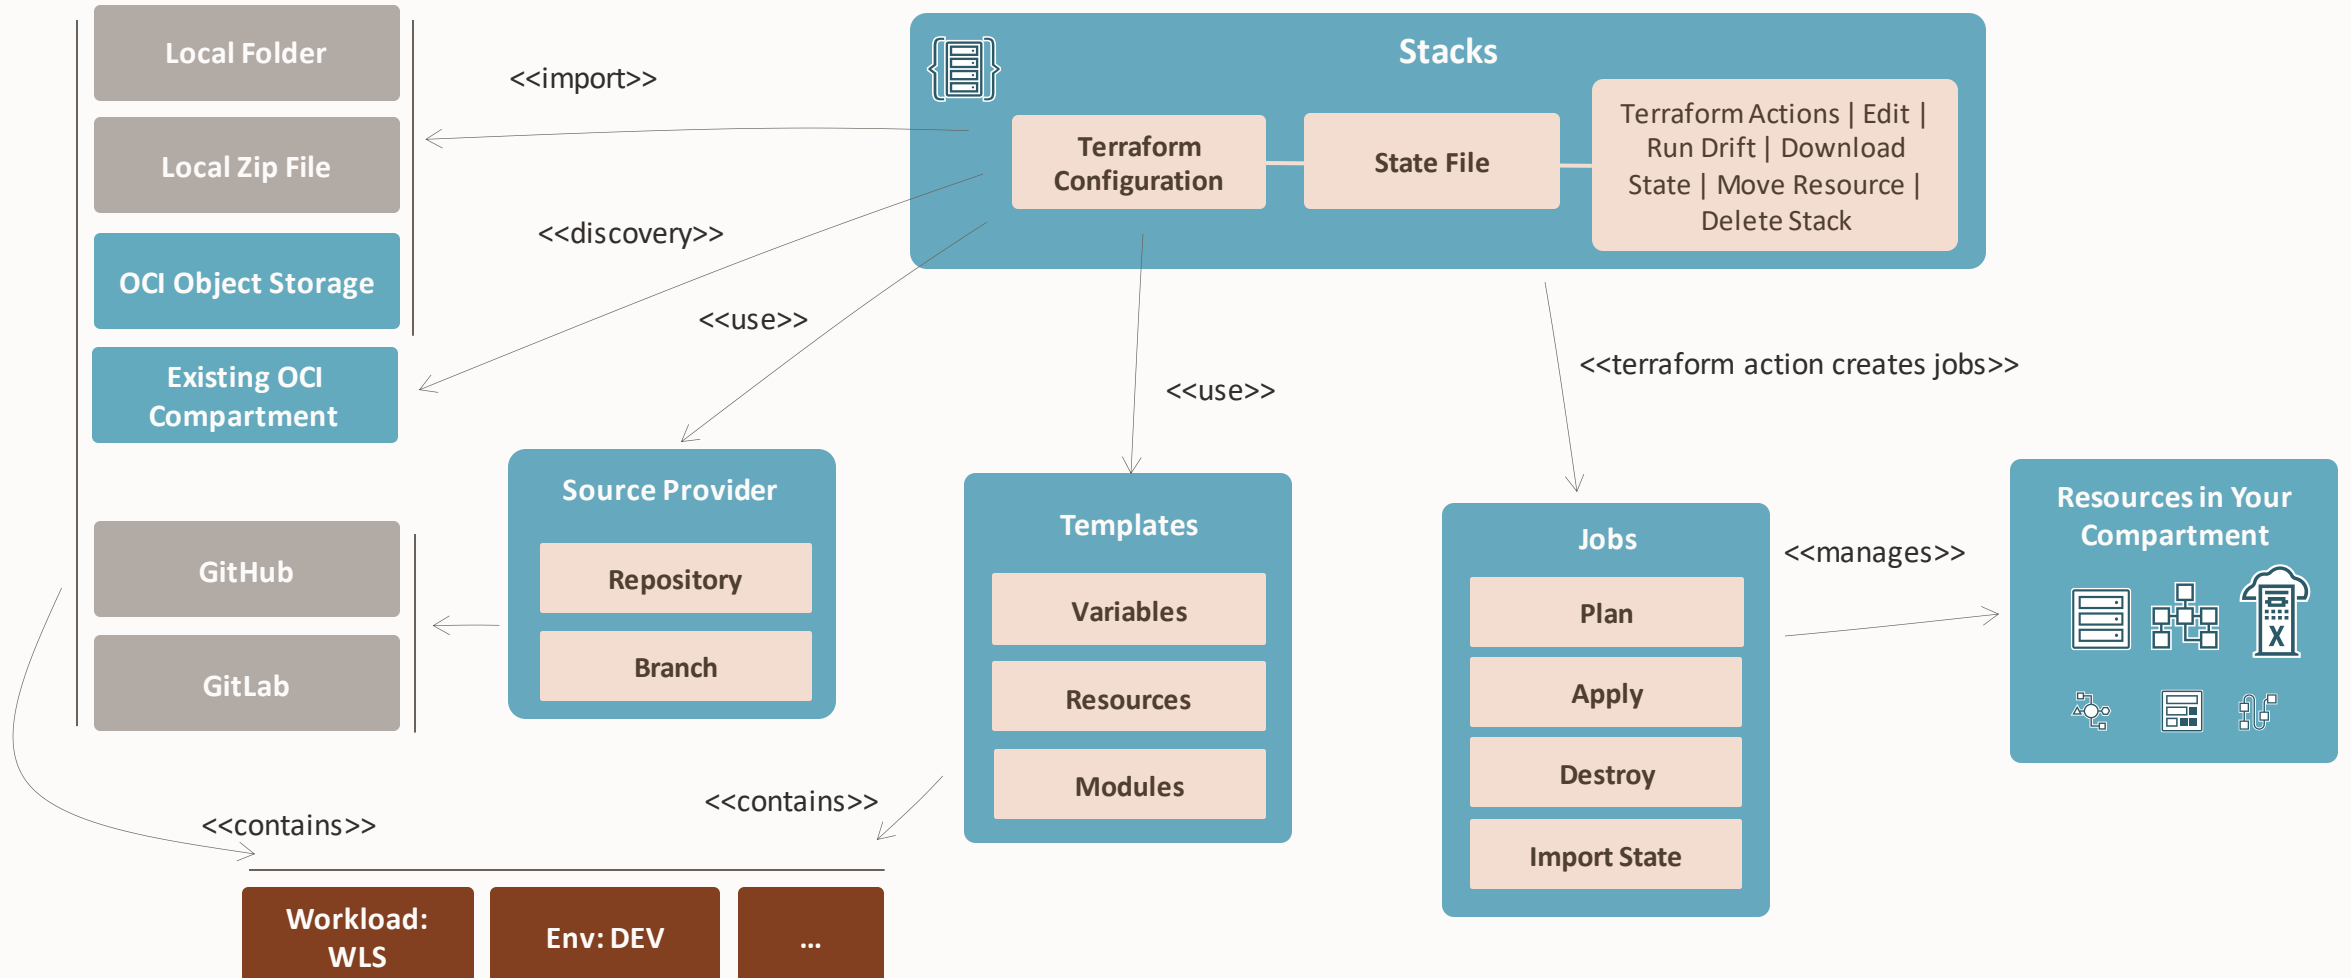 Local Folder
Local Zip File
OCI Object Storage
Existing OCI
Compartment
GitHub
GitLab
<<import>>
<<discovery>>
<<use>>
Stacks
Terraform
Configuration
State File
Terraform Actions | Edit |
Run Drift | Download
State | Move Resource |
Delete Stack
<<use>>
<<terraform action creates jobs>>
Source Provider
Repository
Branch
Templates
Variables
Resources
Modules
Jobs
Plan
Apply
Destroy
Import State
<<manages>>
Resources in Your
Compartment
X
<<contains>>
<<contains>>
Workload:
WLS
Env: DEV
...